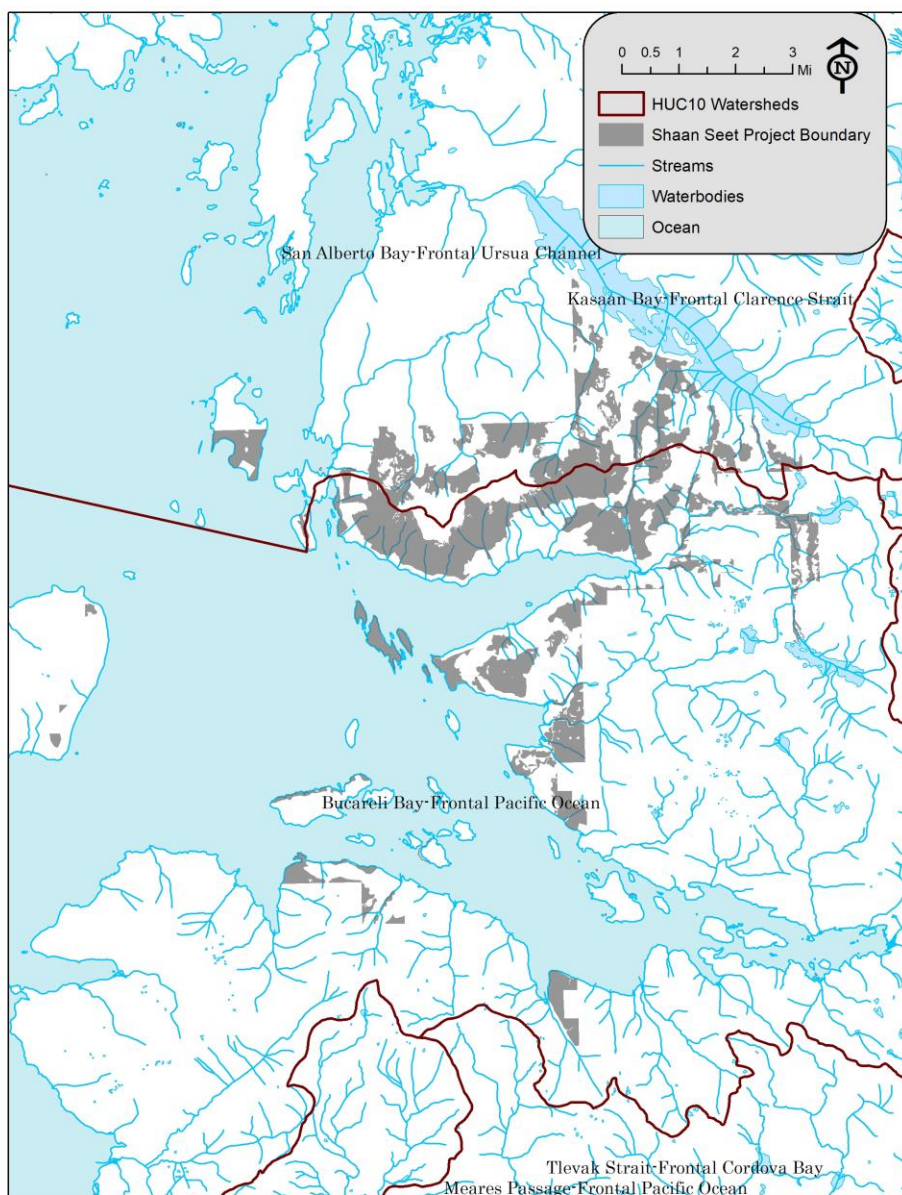 0 0.5 1 2 3
Mi
N
HUC10 Watersheds
Shaan Seet Project Boundary
Streams
Waterbodies
Ocean
San Alberto Bay-Frontal Ursua Channel
Kasaan Bay-Frontal Clarence Strait
Bucareli Bay-Frontal Pacific Ocean
Tlevak Strait-Frontal Cordova Bay
Meares Passage-Frontal Pacific Ocean